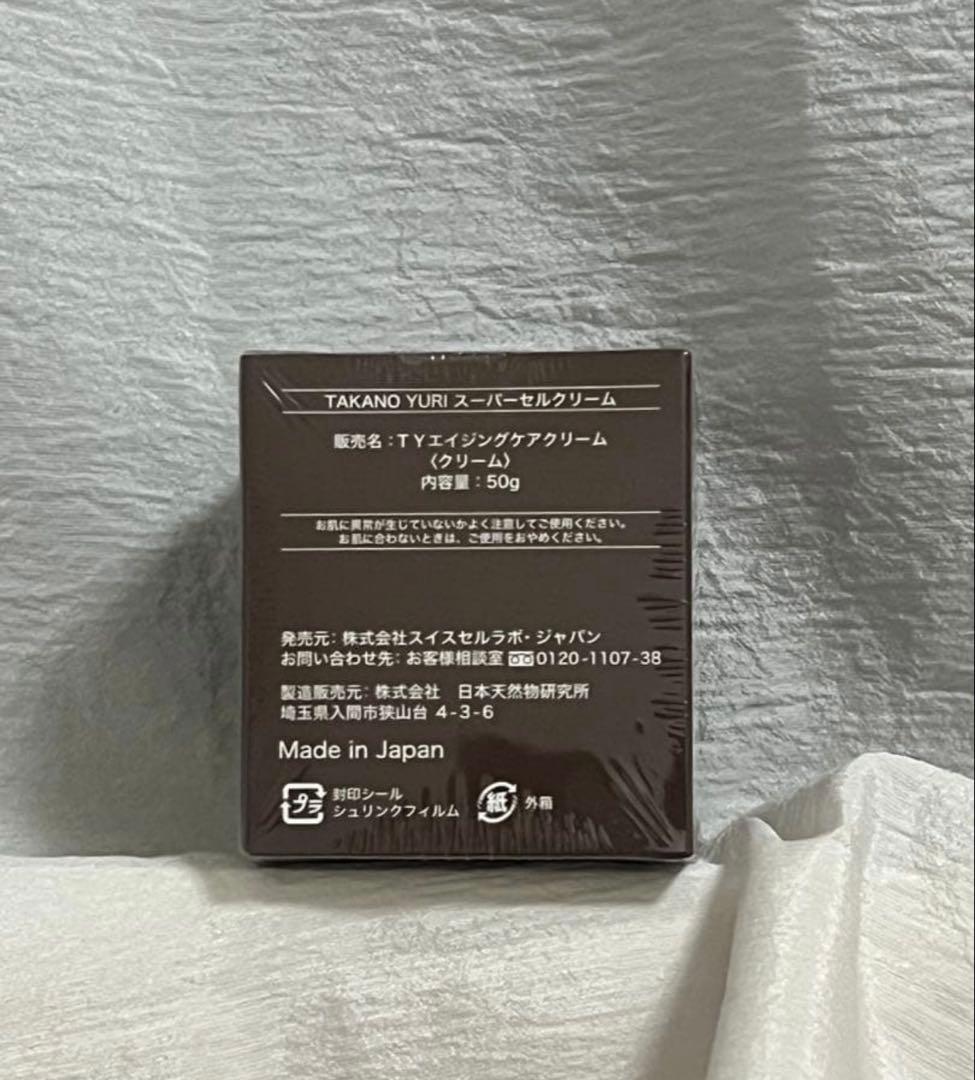 TAKANO YURI スーパーセルクリーム
販売名：ＴＹエイジングケアクリーム
〈クリーム〉
内容量：50g
お肌に異常が生じていないかよく注意してご使用ください。
お肌に合わないときは、ご使用をおやめください。
発売元：株式会社スイスセルラボ・ジャパン
お問い合わせ先：お客様相談室 0120-1107-38
製造販売元：株式会社　日本天然物研究所
埼玉県入間市狭山台 4-3-6
Made in Japan
プラ 封印シール
シュリンクフィルム
紙 外箱